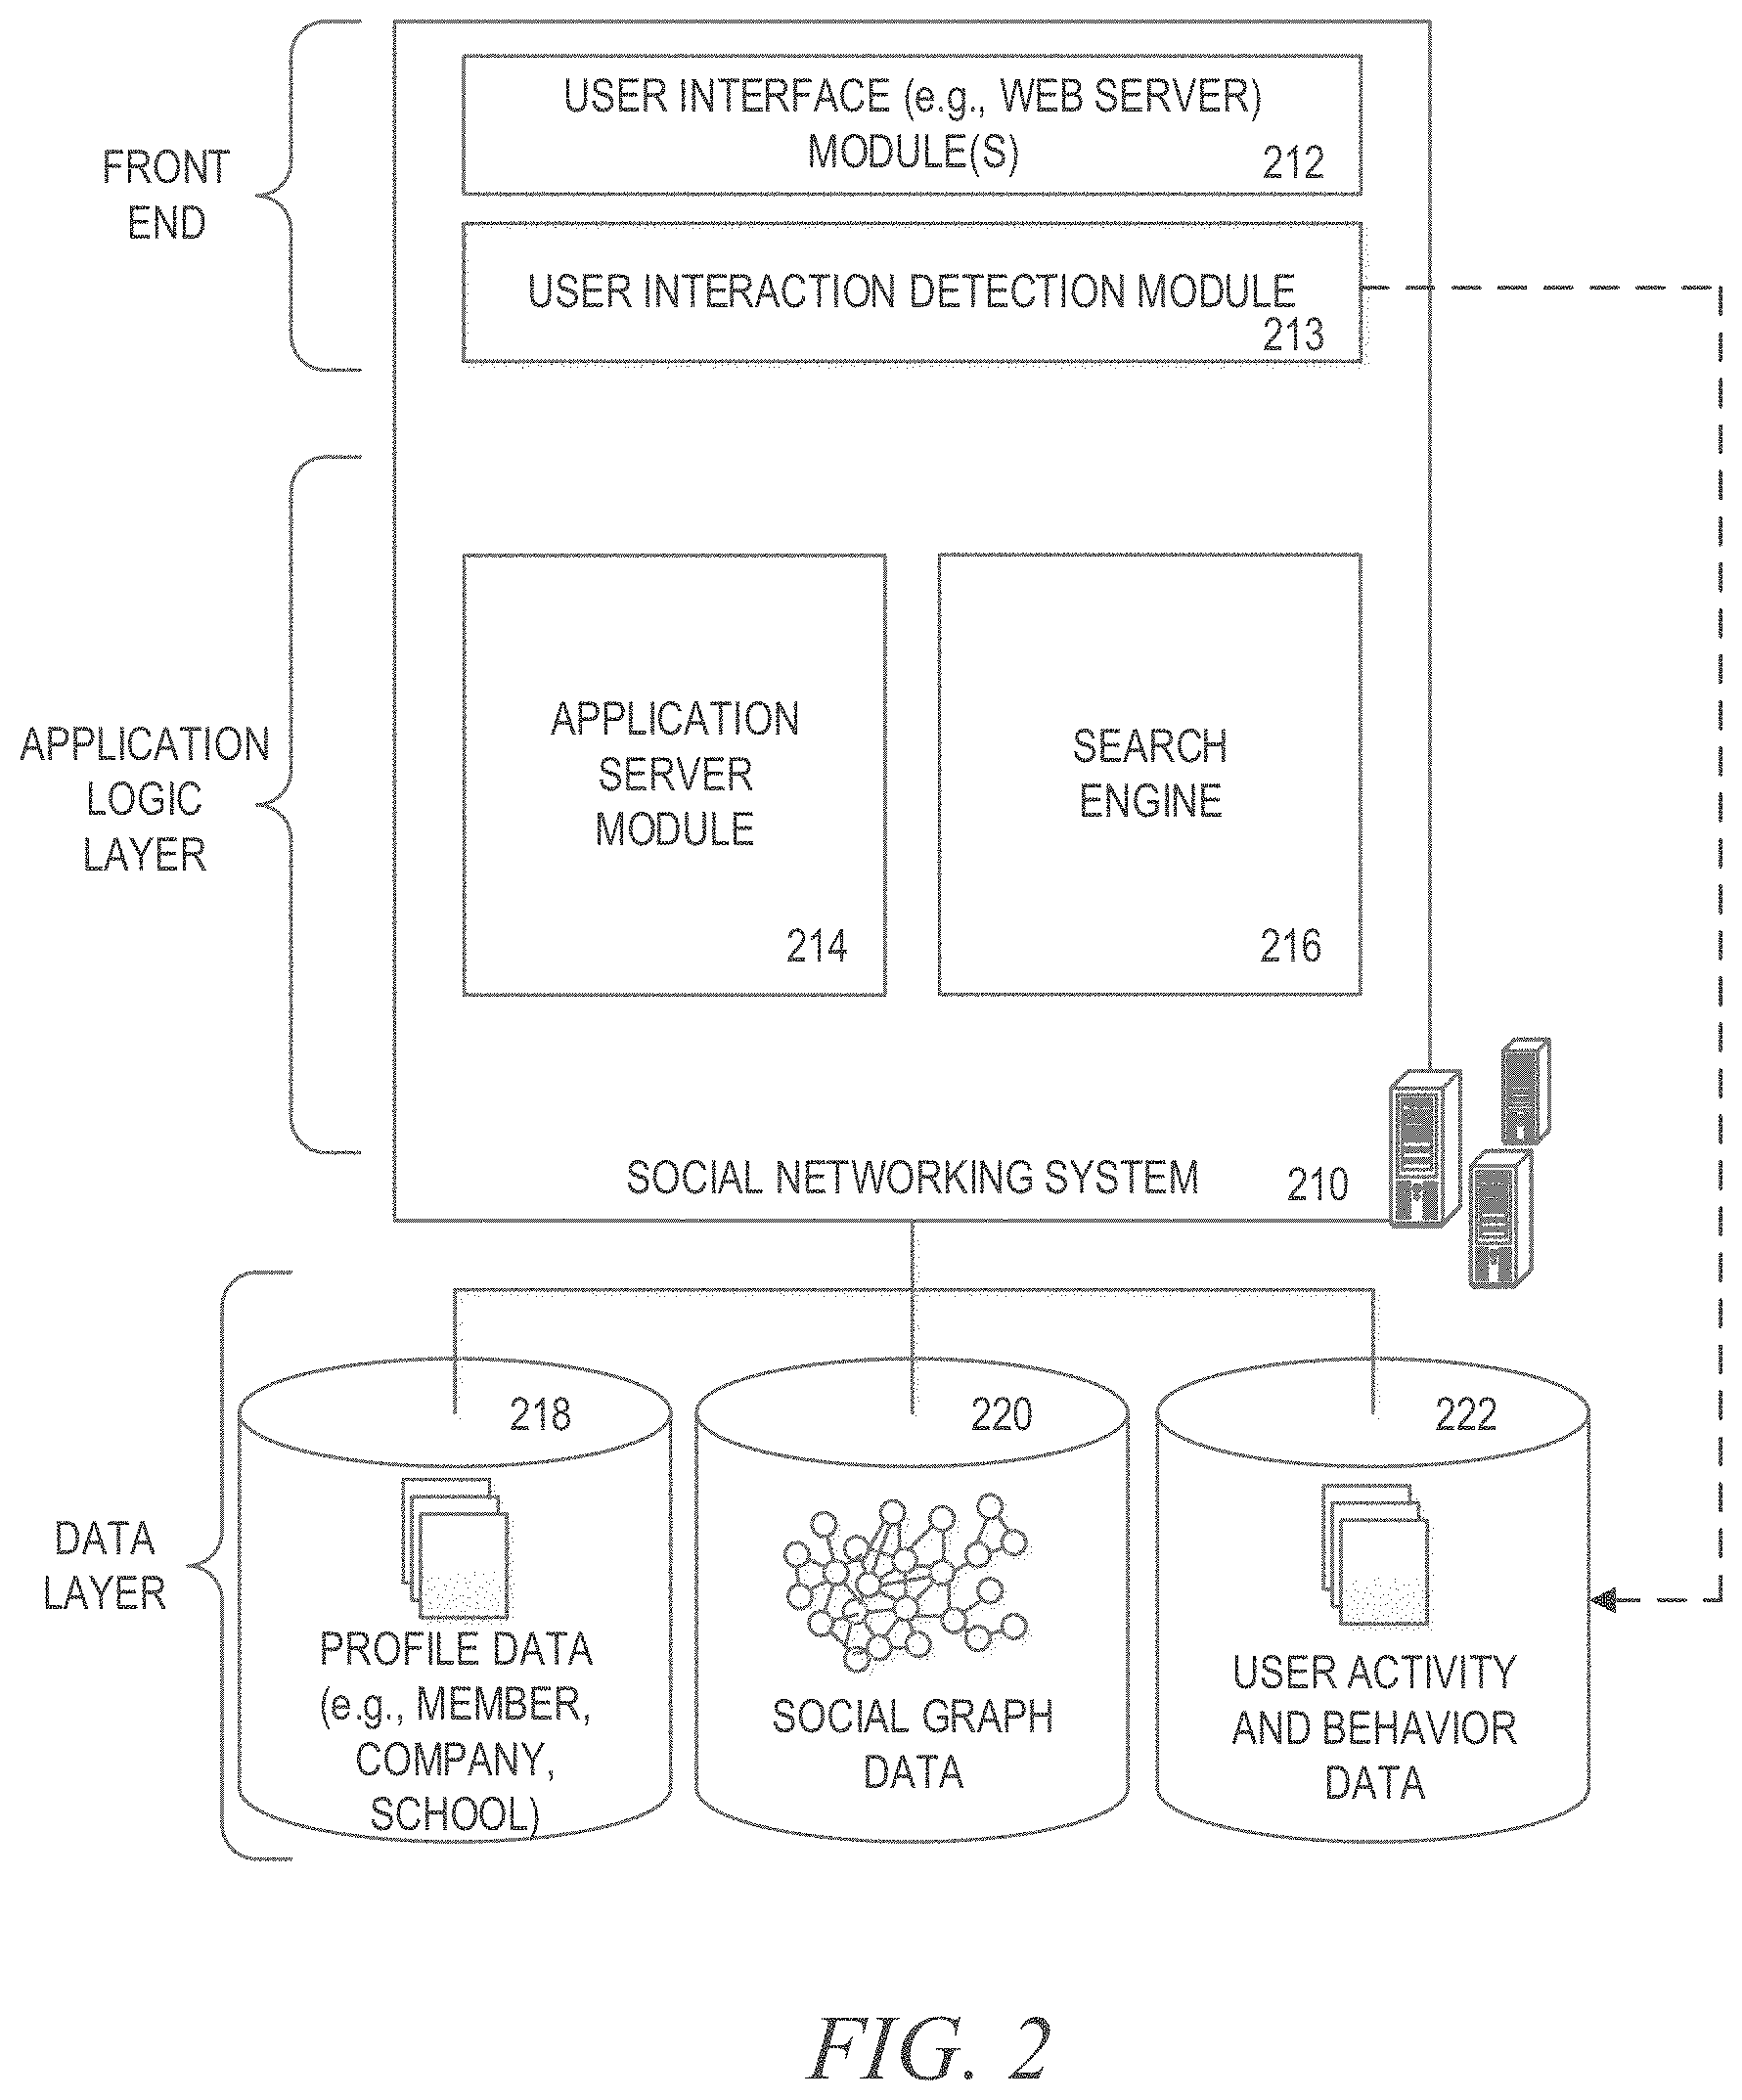 FRONT
END
USER INTERFACE (e.g., WEB SERVER)
MODULE(S)
212
USER INTERACTION DETECTION MODULE
213
APPLICATION
LOGIC
LAYER
APPLICATION
SERVER
MODULE
214
SEARCH
ENGINE
216
SOCIAL NETWORKING SYSTEM
210
DATA
LAYER
218
PROFILE DATA
(e.g., MEMBER,
COMPANY,
SCHOOL)
220
SOCIAL GRAPH
DATA
222
USER ACTIVITY
AND BEHAVIOR
DATA
FIG. 2